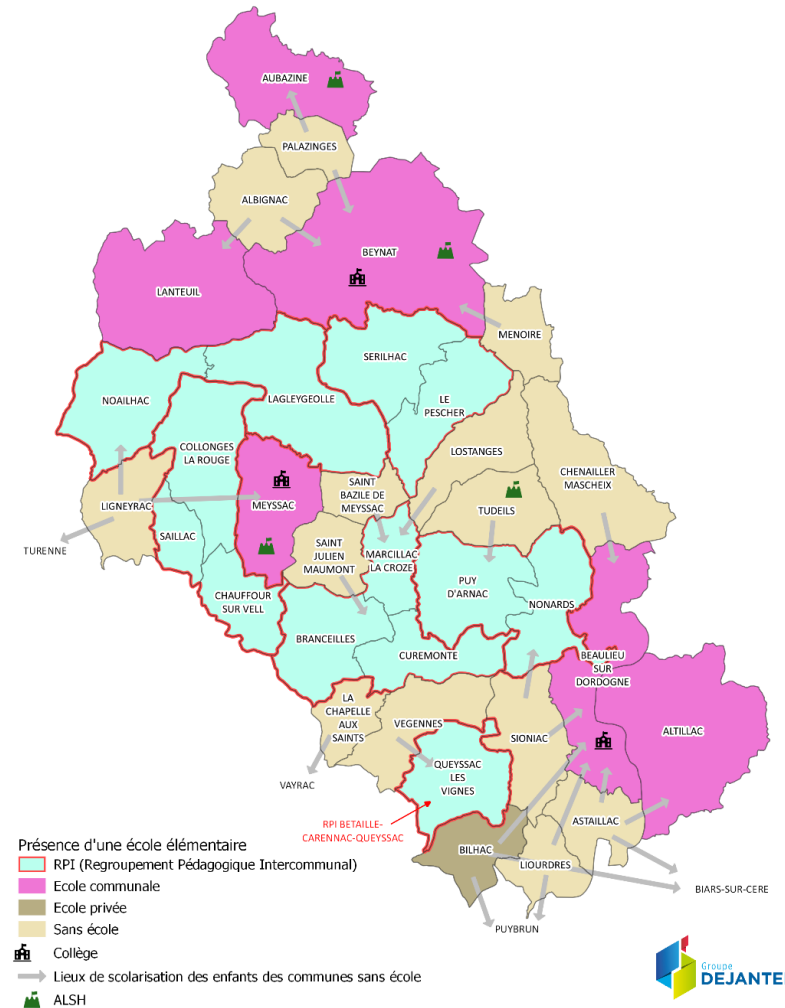 AUBAZINE
PALAZINGES
ALBIGNAC
BEYNAT
LANTEUIL
MENOIRE
SERILHAC
NOAILHAC
LAGLEYGEOLLE
LE
PESCHER
COLLONGES
LA ROUGE
LOSTANGES
CHENAILLER
MASCHEIX
SAINT
BAZILE DE
MEYSSAC
LIGNEYRAC
MEYSSAC
TUDEILS
SAILLAC
TURENNE
SAINT
JULIEN
MAUMONT
MARCILLAC
LA CROZE
PUY
D'ARNAC
CHAUFFOUR
SUR VELL
NONARDS
BRANCEILLES
CUREMONTE
BEAULIEU
SUR
DORDOGNE
LA
CHAPELLE
AUX
SAINTS
VEGENNES
SIONIAC
ALTILLAC
QUEYSSAC
LES
VIGNES
VAYRAC
RPI BETAILLE-
CARENNAC-QUEYSSAC
ASTAILLAC
BILHAC
LIOURDRES
BIARS-SUR-CERE
PUYBRUN
Présence d'une école élémentaire
RPI (Regroupement Pédagogique Intercommunal)
Ecole communale
Ecole privée
Sans école
Collège
Lieux de scolarisation des enfants des communes sans école
ALSH
Groupe
DEJANTE